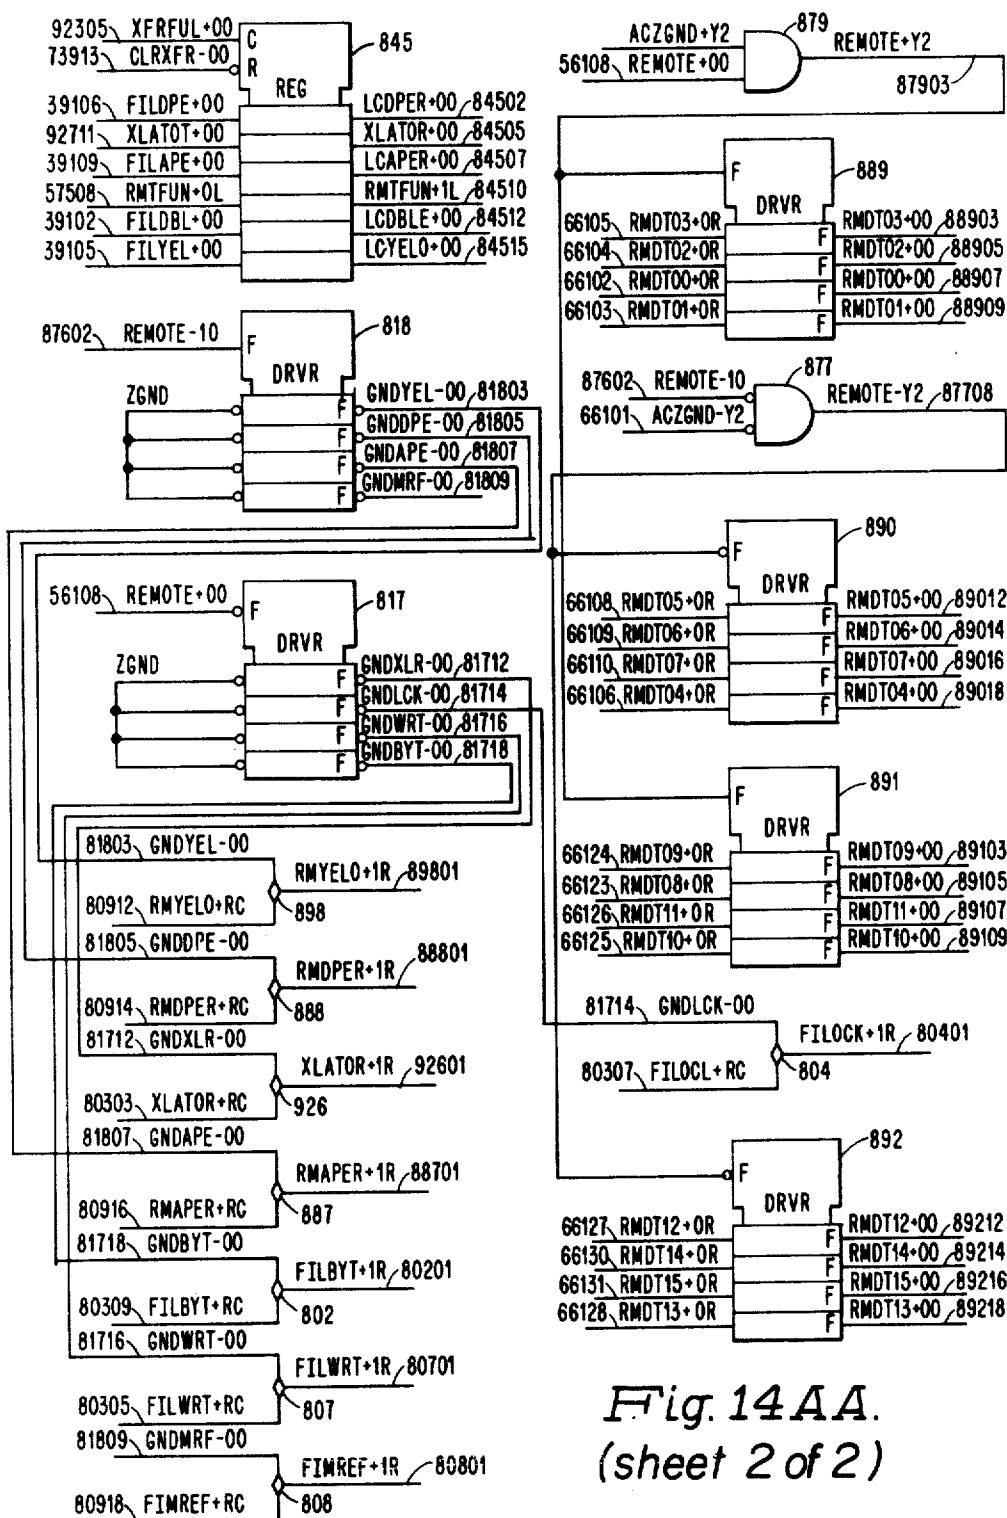 92305 XFRFUL+00
73913 CLRXFR-00
C
R
REG
845
39106 FILDPE+00
LCDPER+00 84502
92711 XLATOT+00
XLATOR+00 84505
39109 FILAPE+00
LCAPER+00 84507
57508 RMTFUN+0L
RMTFUN+1L 84510
39102 FILDBL+00
LCDBLE+00 84512
39105 FILYEL+00
LCYELO+00 84515
87602 REMOTE-10
F
DRVR
818
ZGND
F GNDYEL-00 81803
F GNDDPE-00 81805
F GNDAPE-00 81807
F GNDMRF-00 81809
56108 REMOTE+00
F
DRVR
817
ZGND
F GNDXLR-00 81712
F GNDLCK-00 81714
F GNDWRT-00 81716
F GNDBYT-00 81718
81803 GNDYEL-00
RMYELO+1R 89801
80912 RMYELO+RC
898
81805 GNDDPE-00
RMDPER+1R 88801
80914 RMDPER+RC
888
81712 GNDXLR-00
XLATOR+1R 92601
80303 XLATOR+RC
926
81807 GNDAPE-00
RMAPER+1R 88701
80916 RMAPER+RC
887
81718 GNDBYT-00
FILBYT+1R 80201
80309 FILBYT+RC
802
81716 GNDWRT-00
FILWRT+1R 80701
80305 FILWRT+RC
807
81809 GNDMRF-00
FIMREF+1R 80801
80918 FIMREF+RC
808
ACZGND+Y2
879
56108 REMOTE+00
REMOTE+Y2
87903
F
DRVR
889
66105 RMDT03+0R
F RMDT03+00 88903
66104 RMDT02+0R
F RMDT02+00 88905
66102 RMDT00+0R
F RMDT00+00 88907
66103 RMDT01+0R
F RMDT01+00 88909
87602 REMOTE-10
877
66101 ACZGND-Y2
REMOTE-Y2 87708
F
DRVR
890
66108 RMDT05+0R
F RMDT05+00 89012
66109 RMDT06+0R
F RMDT06+00 89014
66110 RMDT07+0R
F RMDT07+00 89016
66106 RMDT04+0R
F RMDT04+00 89018
F
DRVR
891
66124 RMDT09+0R
F RMDT09+00 89103
66123 RMDT08+0R
F RMDT08+00 89105
66126 RMDT11+0R
F RMDT11+00 89107
66125 RMDT10+0R
F RMDT10+00 89109
81714 GNDLCK-00
FILOCK+1R 80401
80307 FILOCL+RC
804
F
DRVR
892
66127 RMDT12+0R
F RMDT12+00 89212
66130 RMDT14+0R
F RMDT14+00 89214
66131 RMDT15+0R
F RMDT15+00 89216
66128 RMDT13+0R
F RMDT13+00 89218
Fig. 14AA.
(sheet 2 of 2)